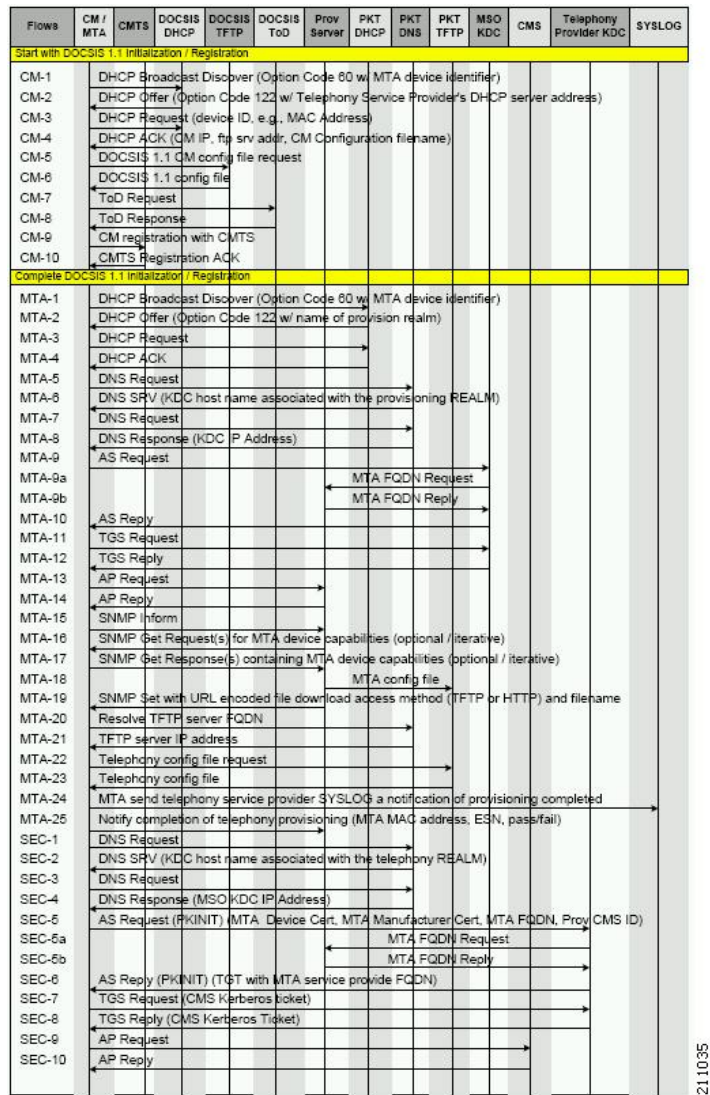 Flows CM / MTA CMTS DOCSIS DHCP DOCSIS TFTP DOCSIS ToD Prov Server PKT DHCP PKT DNS PKT TFTP MSO KDC CMS Telephony Provider KDC SYSLOG
Start with DOCSIS 1.1 Initialization / Registration
CM-1 DHCP Broadcast Discover (Option Code 60 w/ MTA device identifier)
CM-2 DHCP Offer (Option Code 122 w/ Telephony Service Provider's DHCP server address)
CM-3 DHCP Request (device ID, e.g., MAC Address)
CM-4 DHCP ACK (CM IP, ftp srv addr, CM Configuration filename)
CM-5 DOCSIS 1.1 CM config file request
CM-6 DOCSIS 1.1 config file
CM-7 ToD Request
CM-8 ToD Response
CM-9 CM registration with CMTS
CM-10 CMTS Registration ACK
Complete DOCSIS 1.1 Initialization / Registration
MTA-1 DHCP Broadcast Discover (Option Code 60 w/ MTA device identifier)
MTA-2 DHCP Offer (Option Code 122 w/ name of provision realm)
MTA-3 DHCP Request
MTA-4 DHCP ACK
MTA-5 DNS Request
MTA-6 DNS SRV (KDC host name associated with the provisioning REALM)
MTA-7 DNS Request
MTA-8 DNS Response (KDC IP Address)
MTA-9 AS Request
MTA-9a MTA FQDN Request
MTA-9b MTA FQDN Reply
MTA-10 AS Reply
MTA-11 TGS Request
MTA-12 TGS Reply
MTA-13 AP Request
MTA-14 AP Reply
MTA-15 SNMP Inform
MTA-16 SNMP Get Request(s) for MTA device capabilities (optional / iterative)
MTA-17 SNMP Get Response(s) containing MTA device capabilities (optional / iterative)
MTA-18 MTA config file
MTA-19 SNMP Set with URL encoded file download access method (TFTP or HTTP) and filename
MTA-20 Resolve TFTP server FQDN
MTA-21 TFTP server IP address
MTA-22 Telephony config file request
MTA-23 Telephony config file
MTA-24 MTA send telephony service provider SYSLOG a notification of provisioning completed
MTA-25 Notify completion of telephony provisioning (MTA MAC address, ESN, pass/fail)
SEC-1 DNS Request
SEC-2 DNS SRV (KDC host name associated with the telephony REALM)
SEC-3 DNS Request
SEC-4 DNS Response (MSO KDC IP Address)
SEC-5 AS Request (PKINIT) (MTA Device Cert, MTA Manufacturer Cert, MTA FQDN, Prov CMS ID)
SEC-5a MTA FQDN Request
SEC-5b MTA FQDN Reply
SEC-6 AS Reply (PKINIT) (TGT with MTA service provide FQDN)
SEC-7 TGS Request (CMS Kerberos ticket)
SEC-8 TGS Reply (CMS Kerberos Ticket)
SEC-9 AP Request
SEC-10 AP Reply
211035